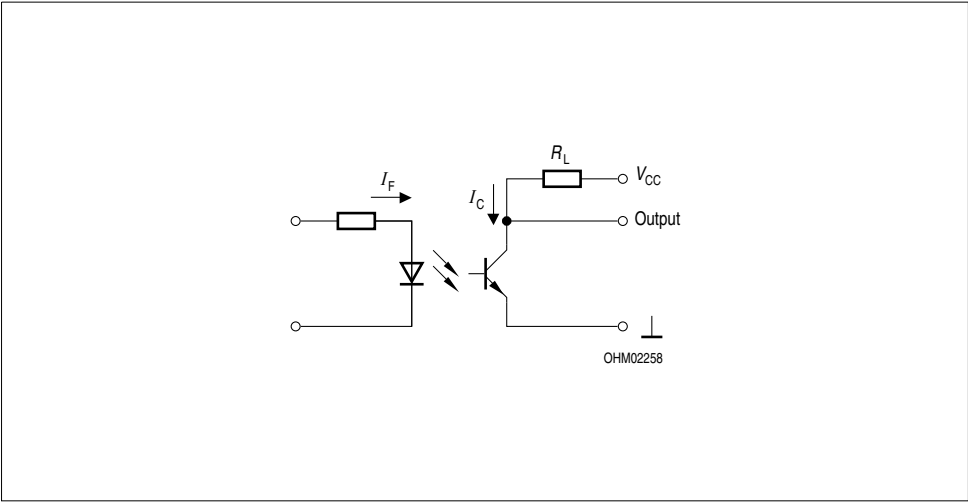 R_L
V_CC
I_F
I_C
Output
OHM02258